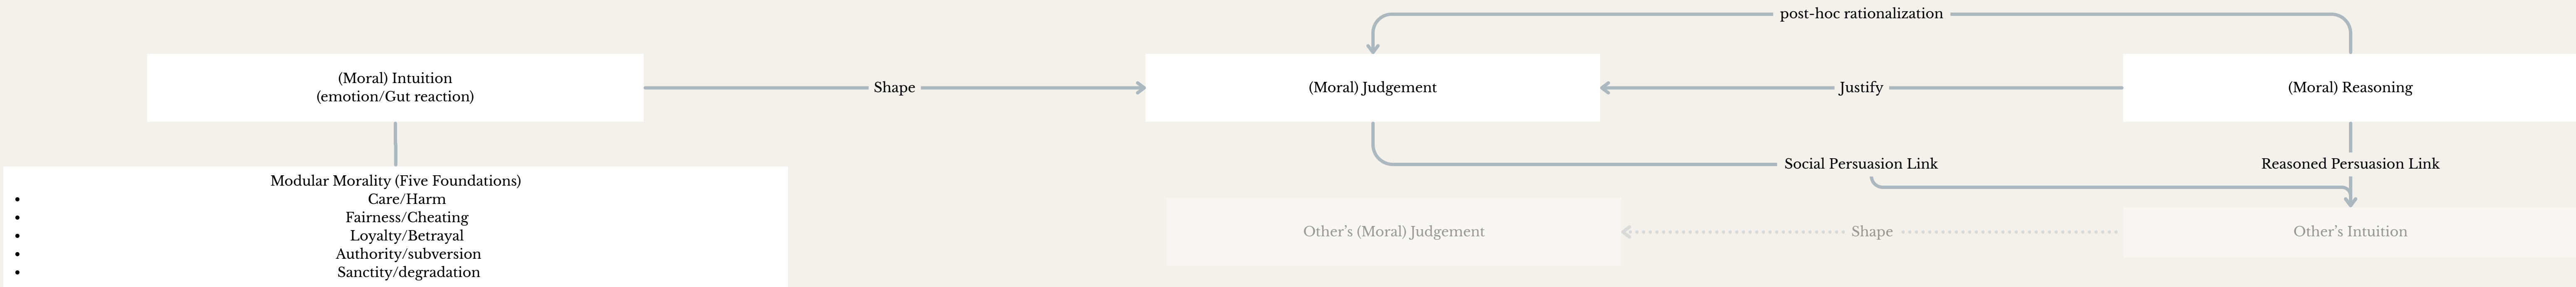 post-hoc rationalization
(Moral) Intuition
(emotion/Gut reaction)
Shape
(Moral) Judgement
Justify
(Moral) Reasoning
Social Persuasion Link
Reasoned Persuasion Link
Modular Morality (Five Foundations)
• Care/Harm
• Fairness/Cheating
• Loyalty/Betrayal
• Authority/subversion
• Sanctity/degradation
Other’s (Moral) Judgement
Shape
Other’s Intuition